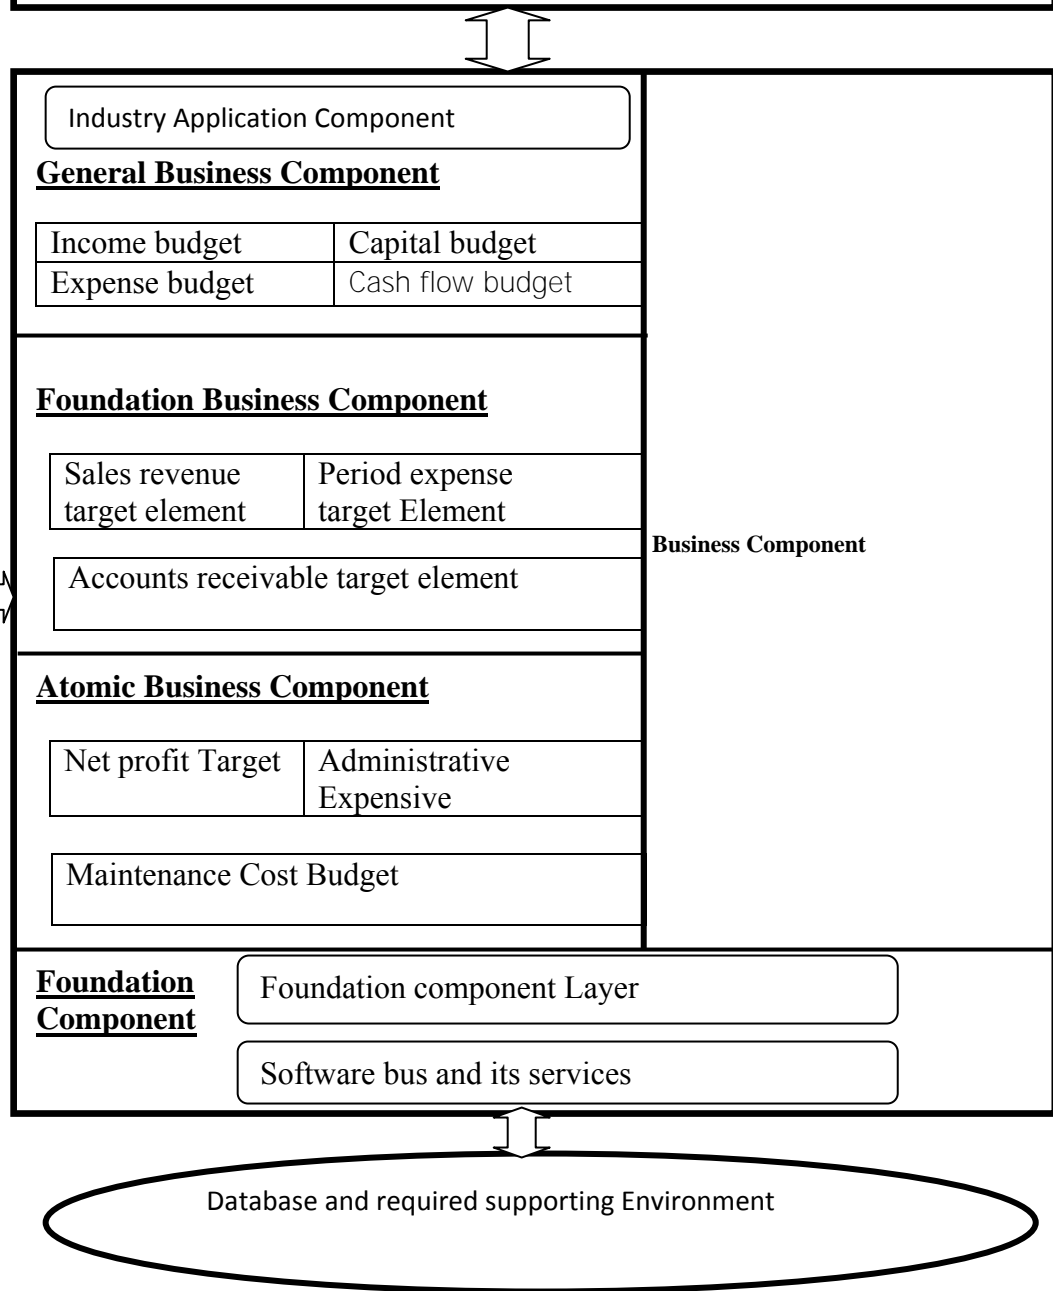 Industry Application Component
General Business Component
Income budget
Capital budget
Expense budget
Cash flow budget
Foundation Business Component
Sales revenue
target element
Period expense
target Element
Accounts receivable target element
Business Component
Atomic Business Component
Net profit Target
Administrative
Expensive
Maintenance Cost Budget
Foundation
Component
Foundation component Layer
Software bus and its services
Database and required supporting Environment